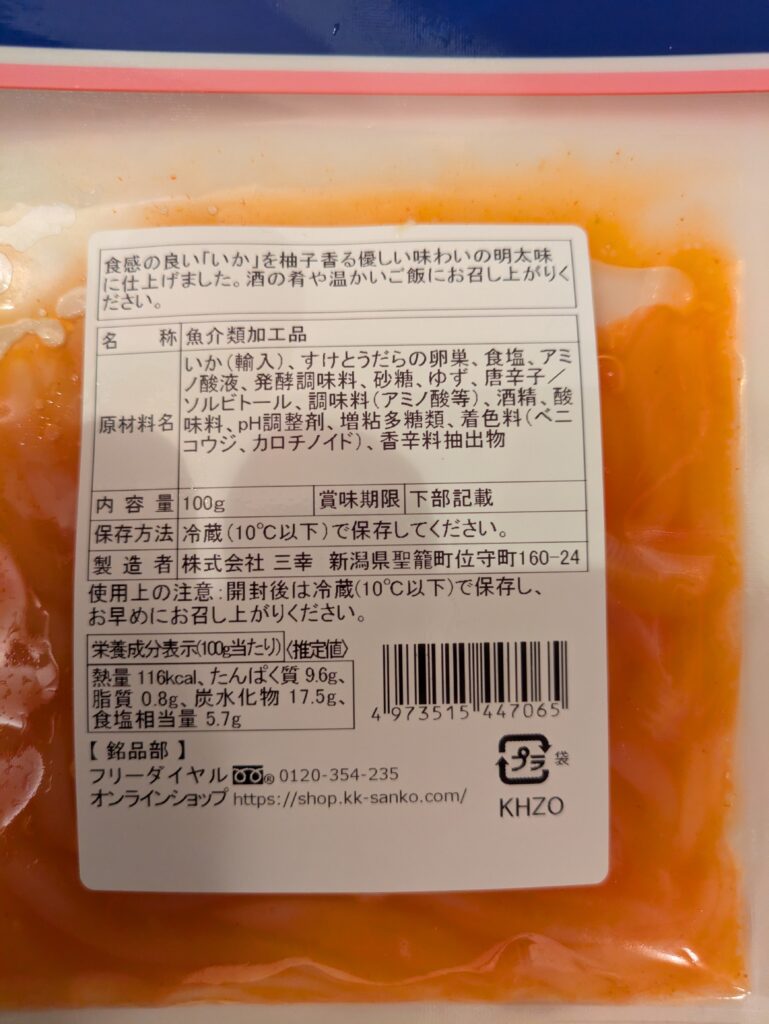 食感の良い「いか」を柚子香る優しい味わいの明太味
に仕上げました。酒の肴や温かいご飯にお召し上がりく
ださい。
名 称 魚介類加工品
原材料名 いか(輸入)、すけとうだらの卵巣、食塩、アミ
ノ酸液、発酵調味料、砂糖、ゆず、唐辛子/
ソルビトール、調味料(アミノ酸等)、酒精、酸
味料、pH調整剤、増粘多糖類、着色料(ベニ
コウジ、カロチノイド)、香辛料抽出物
内 容 量 100g 賞味期限 下部記載
保存方法 冷蔵(10℃以下)で保存してください。
製 造 者 株式会社 三幸 新潟県聖籠町位守町160-24
使用上の注意:開封後は冷蔵(10℃以下)で保存し、
お早めにお召し上がりください。
栄養成分表示(100g当たり)〈推定値〉
熱量 116kcal、たんぱく質 9.6g、
脂質 0.8g、炭水化物 17.5g、
食塩相当量 5.7g
4 973515 447065
【 銘品部 】
フリーダイヤル ® 0120-354-235
オンラインショップ https://shop.kk-sanko.com/
プラ 袋
KHZO